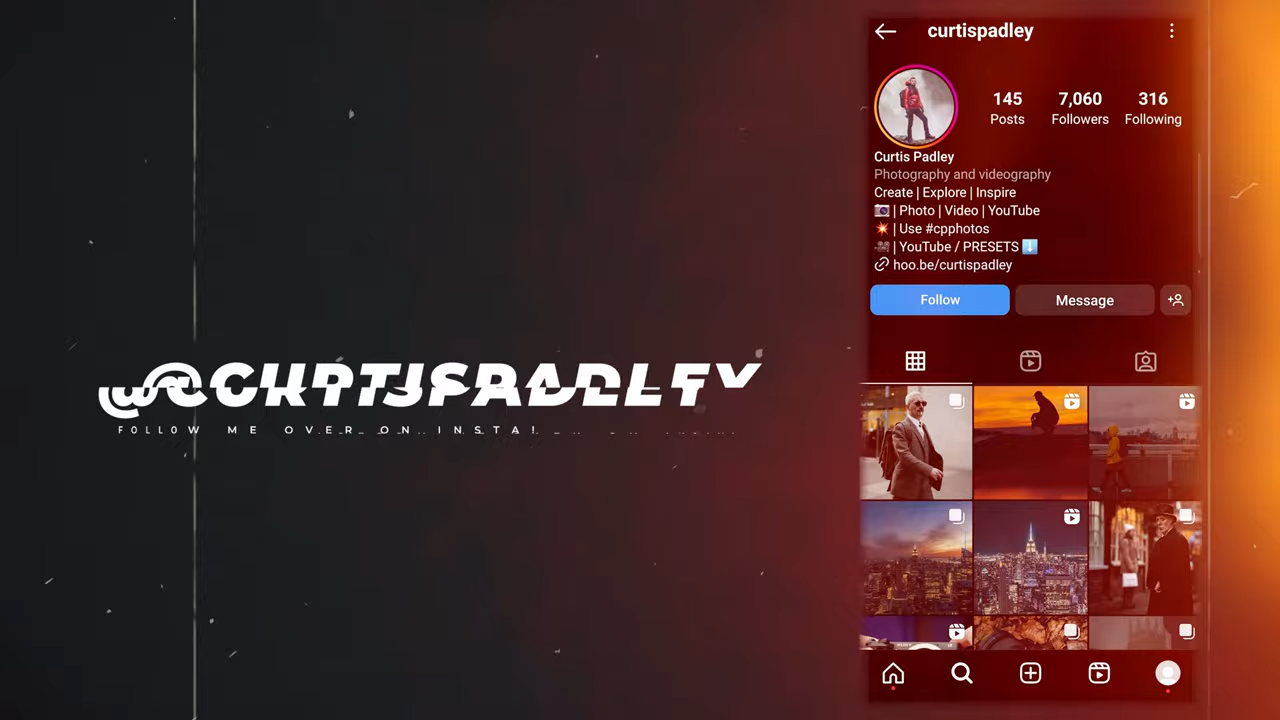 @CURTISPADLEY
FOLLOW ME OVER ON INSTA!
curtispadley
145
7,060
316
Posts
Followers
Following
Curtis Padley
Photography and videography
Create | Explore | Inspire
📷 | Photo | Video | YouTube
💥 | Use #cpphotos
🎥 | YouTube / PRESETS ⬇️
hoo.be/curtispadley
Follow
Message